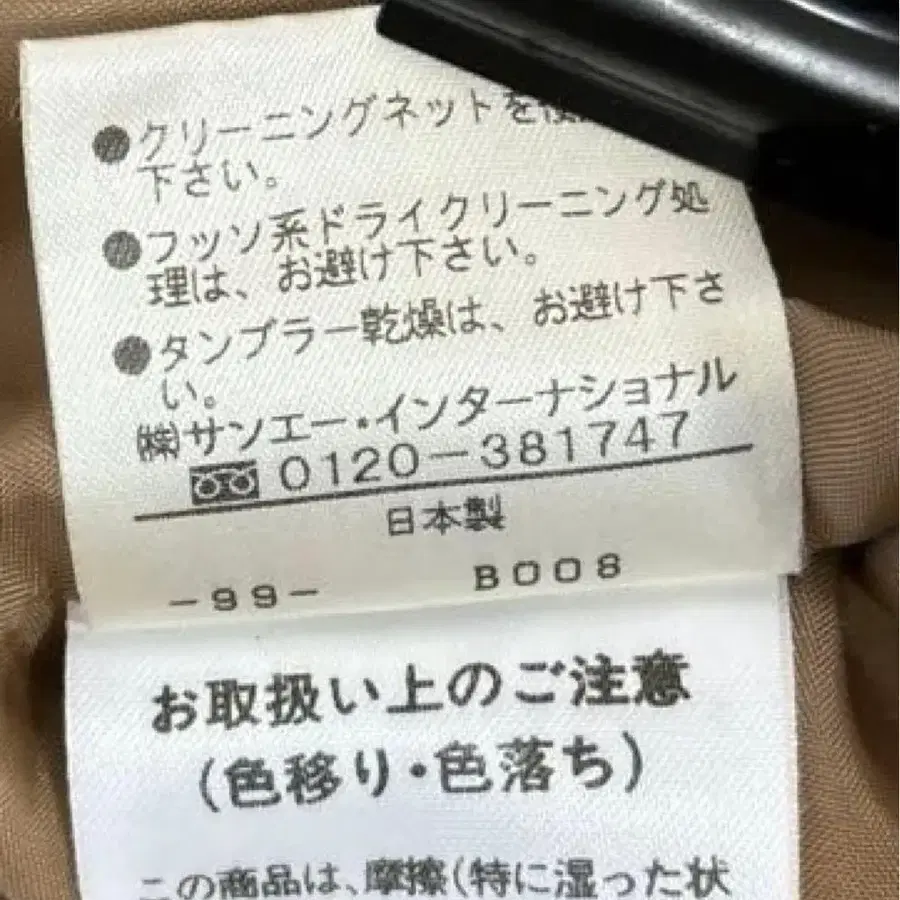 ●クリーニングネットを使
下さい。
●フッソ系ドライクリーニング処
理は、お避け下さい。
●タンブラー乾燥は、お避け下さ
い。
㈱サンエー・インターナショナル
0120-381747
日本製
-99- B008
お取扱い上のご注意
(色移り・色落ち)
この商品は、摩擦(特に湿った状